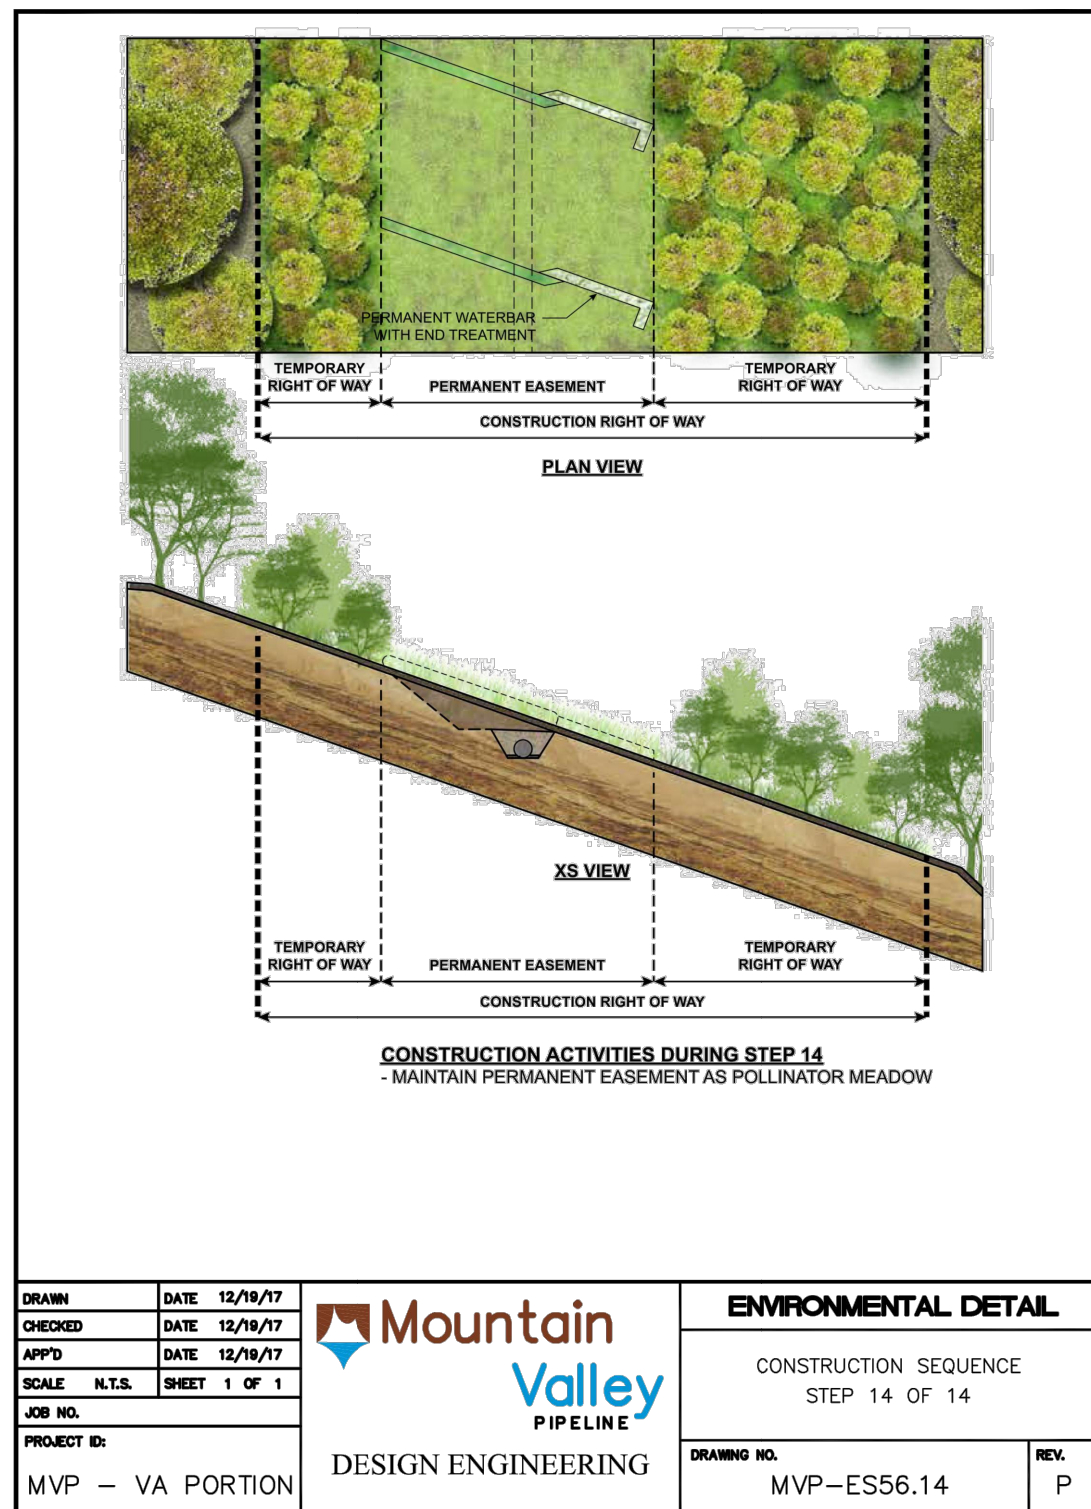 PERMANENT WATERBAR
WITH END TREATMENT
TEMPORARY
RIGHT OF WAY
PERMANENT EASEMENT
TEMPORARY
RIGHT OF WAY
CONSTRUCTION RIGHT OF WAY
PLAN VIEW
XS VIEW
TEMPORARY
RIGHT OF WAY
PERMANENT EASEMENT
TEMPORARY
RIGHT OF WAY
CONSTRUCTION RIGHT OF WAY
CONSTRUCTION ACTIVITIES DURING STEP 14
- MAINTAIN PERMANENT EASEMENT AS POLLINATOR MEADOW
DRAWN DATE 12/19/17
CHECKED DATE 12/19/17
APP'D DATE 12/19/17
SCALE N.T.S. SHEET 1 OF 1
JOB NO.
PROJECT ID:
MVP - VA PORTION
Mountain
Valley
PIPELINE
DESIGN ENGINEERING
ENVIRONMENTAL DETAIL
CONSTRUCTION SEQUENCE
STEP 14 OF 14
DRAWING NO.
MVP-ES56.14
REV.
P